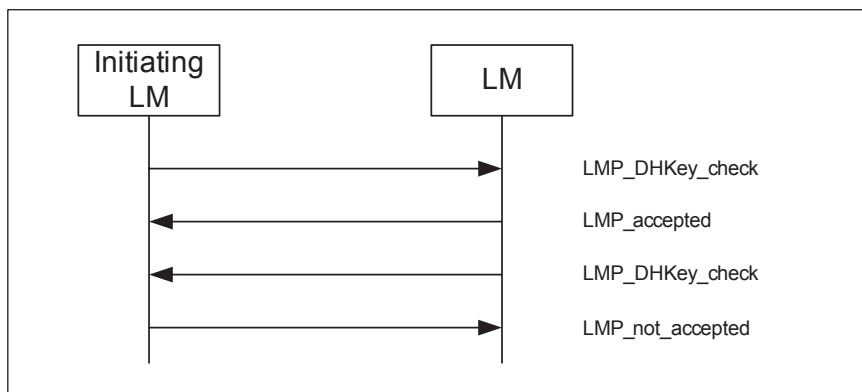 Initiating
LM
LM
LMP_DHKey_check
LMP_accepted
LMP_DHKey_check
LMP_not_accepted